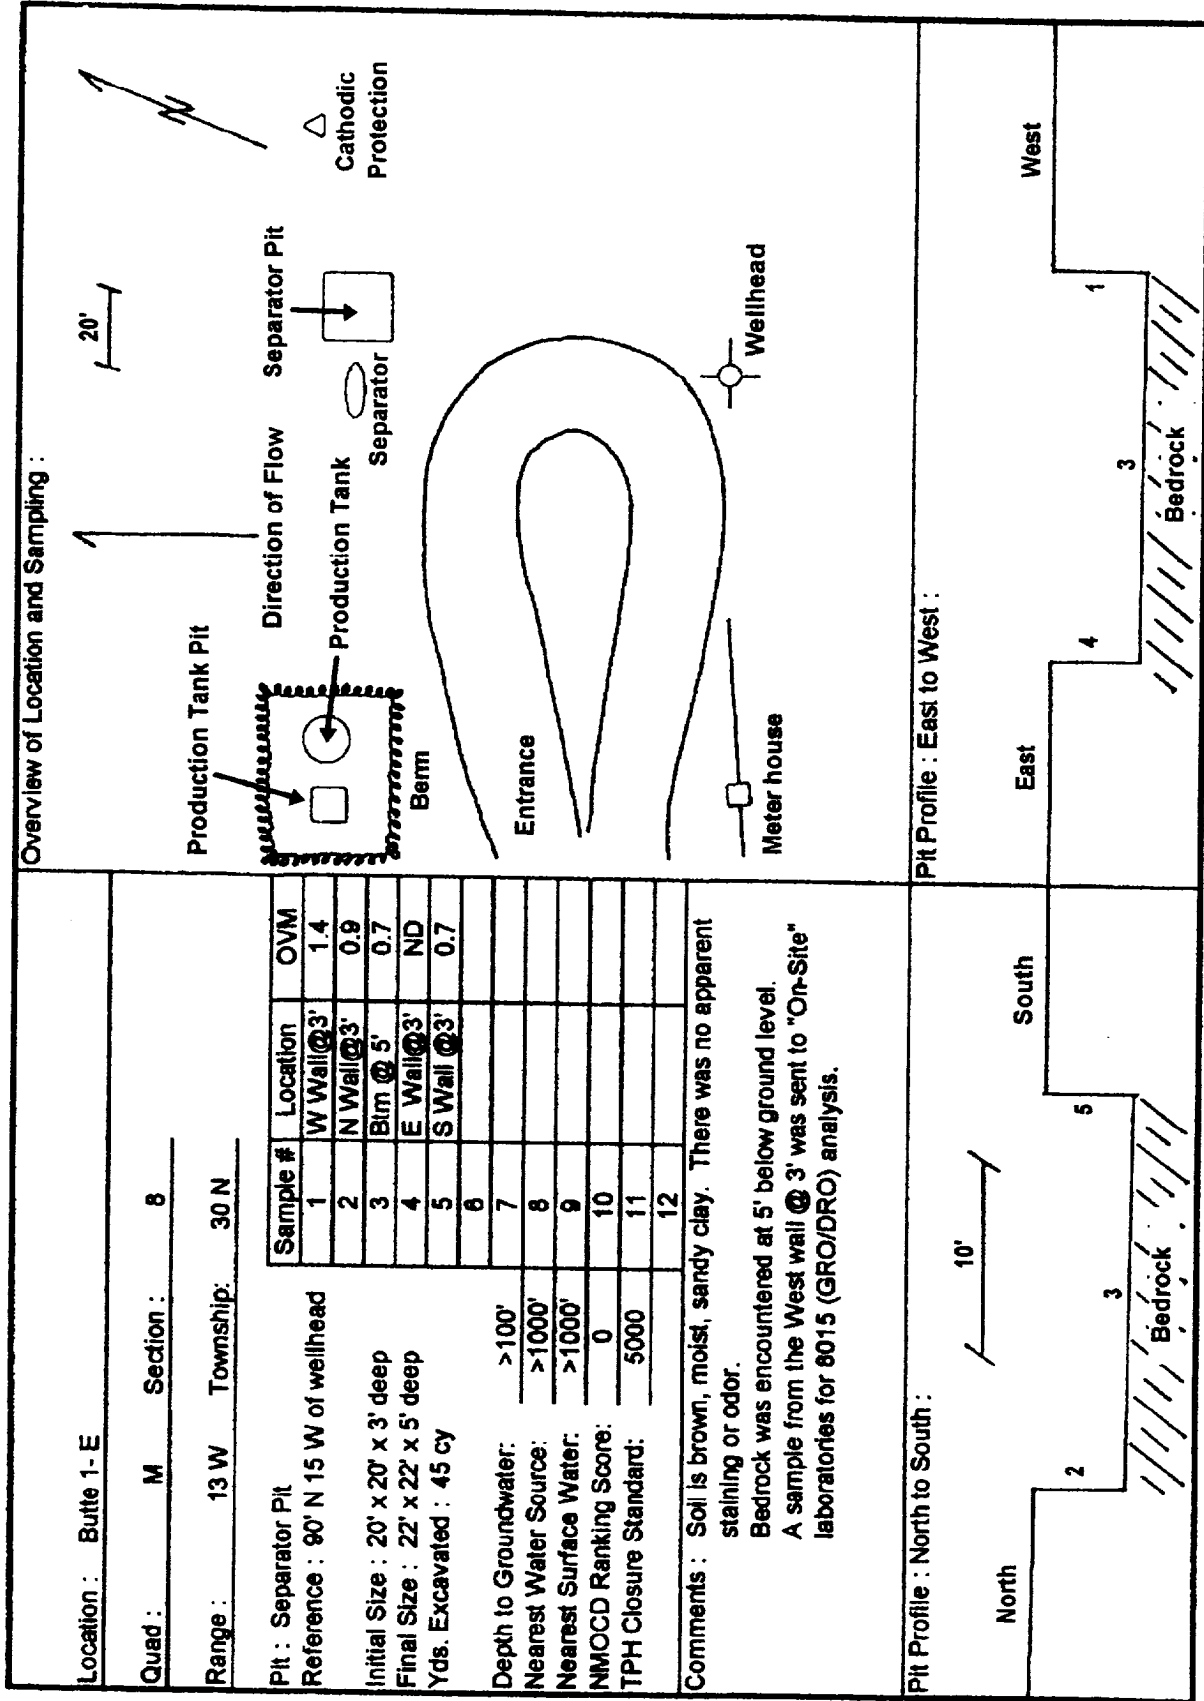 Location : Butte 1- E
Quad : M Section : 8
Range : 13 W Township: 30 N
Pit : Separator Pit
Reference : 90' N 15 W of wellhead
Initial Size : 20' x 20' x 3' deep
Final Size : 22' x 22' x 5' deep
Yds. Excavated : 45 cy
Depth to Groundwater: >100'
Nearest Water Source: >1000'
Nearest Surface Water: >1000'
NMOCD Ranking Score: 0
TPH Closure Standard: 5000
Sample # Location OVM
1 W Wall@3' 1.4
2 N Wall@3' 0.9
3 Btm @ 5' 0.7
4 E Wall@3' ND
5 S Wall @3' 0.7
6
7
8
9
10
11
12
Comments : Soil is brown, moist, sandy clay. There was no apparent
staining or odor.
Bedrock was encountered at 5' below ground level.
A sample from the West wall @ 3' was sent to "On-Site"
laboratories for 8015 (GRO/DRO) analysis.
Overview of Location and Sampling :
20'
N
Production Tank Pit
Direction of Flow
Separator Pit
Cathodic
Protection
Production Tank
Separator
Berm
Entrance
Meter house
Wellhead
Pit Profile : North to South :
North
10'
South
2
3
5
Bedrock
Pit Profile : East to West :
East
West
4
3
1
Bedrock